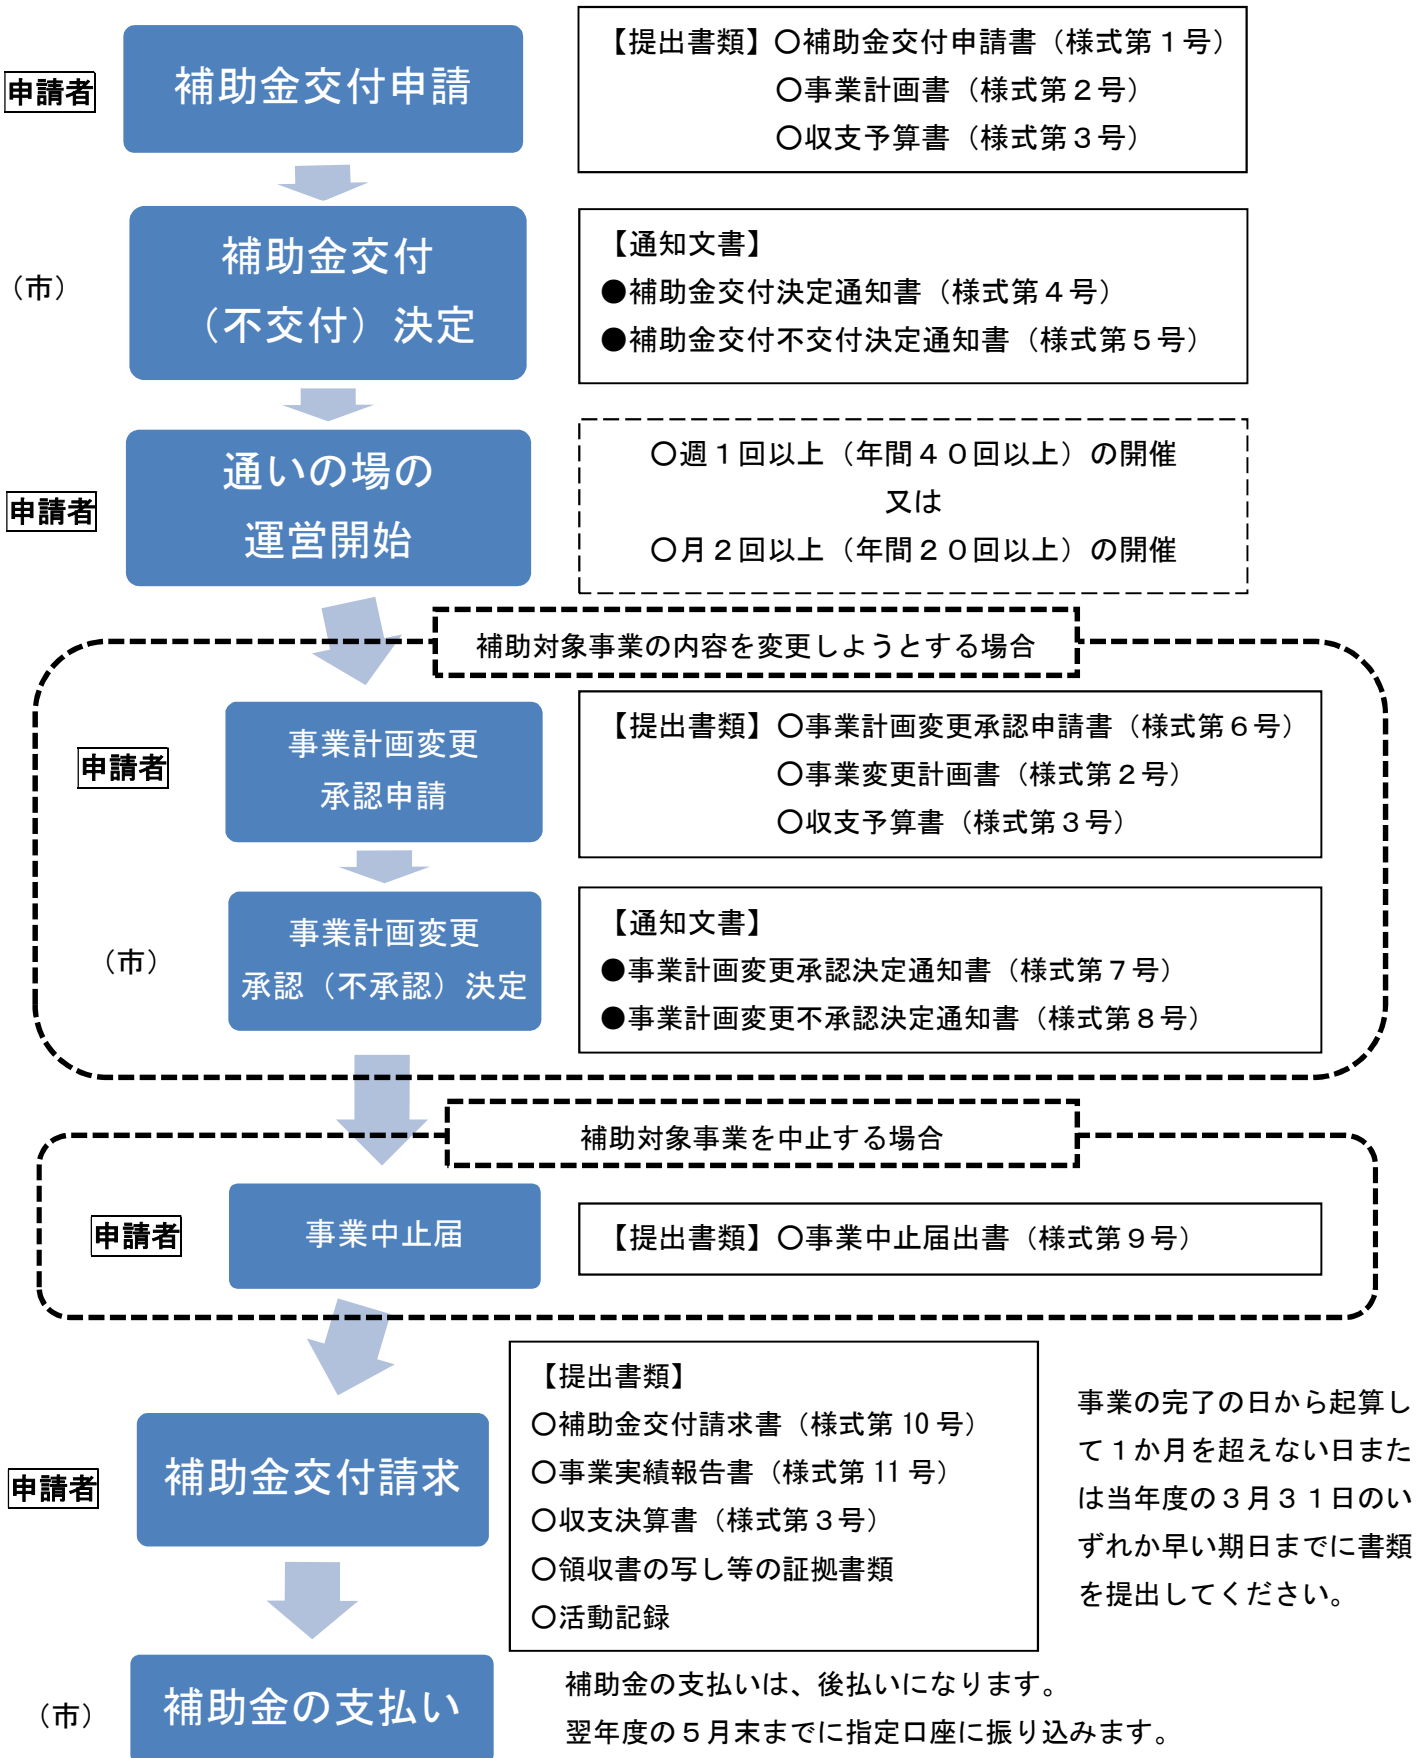 申請者
補助金交付申請
【提出書類】〇補助金交付申請書（様式第１号）
〇事業計画書（様式第２号）
〇収支予算書（様式第３号）
（市）
補助金交付
（不交付）決定
【通知文書】
●補助金交付決定通知書（様式第４号）
●補助金交付不交付決定通知書（様式第５号）
申請者
通いの場の
運営開始
〇週１回以上（年間４０回以上）の開催
又は
〇月２回以上（年間２０回以上）の開催
補助対象事業の内容を変更しようとする場合
申請者
事業計画変更
承認申請
【提出書類】〇事業計画変更承認申請書（様式第６号）
〇事業変更計画書（様式第２号）
〇収支予算書（様式第３号）
（市）
事業計画変更
承認（不承認）決定
【通知文書】
●事業計画変更承認決定通知書（様式第７号）
●事業計画変更不承認決定通知書（様式第８号）
補助対象事業を中止する場合
申請者
事業中止届
【提出書類】〇事業中止届出書（様式第９号）
申請者
補助金交付請求
【提出書類】
〇補助金交付請求書（様式第 10 号）
〇事業実績報告書（様式第 11 号）
〇収支決算書（様式第３号）
〇領収書の写し等の証拠書類
〇活動記録
事業の完了の日から起算し
て１か月を超えない日また
は当年度の３月３１日のい
ずれか早い期日までに書類
を提出してください。
（市）
補助金の支払い
補助金の支払いは、後払いになります。
翌年度の５月末までに指定口座に振り込みます。